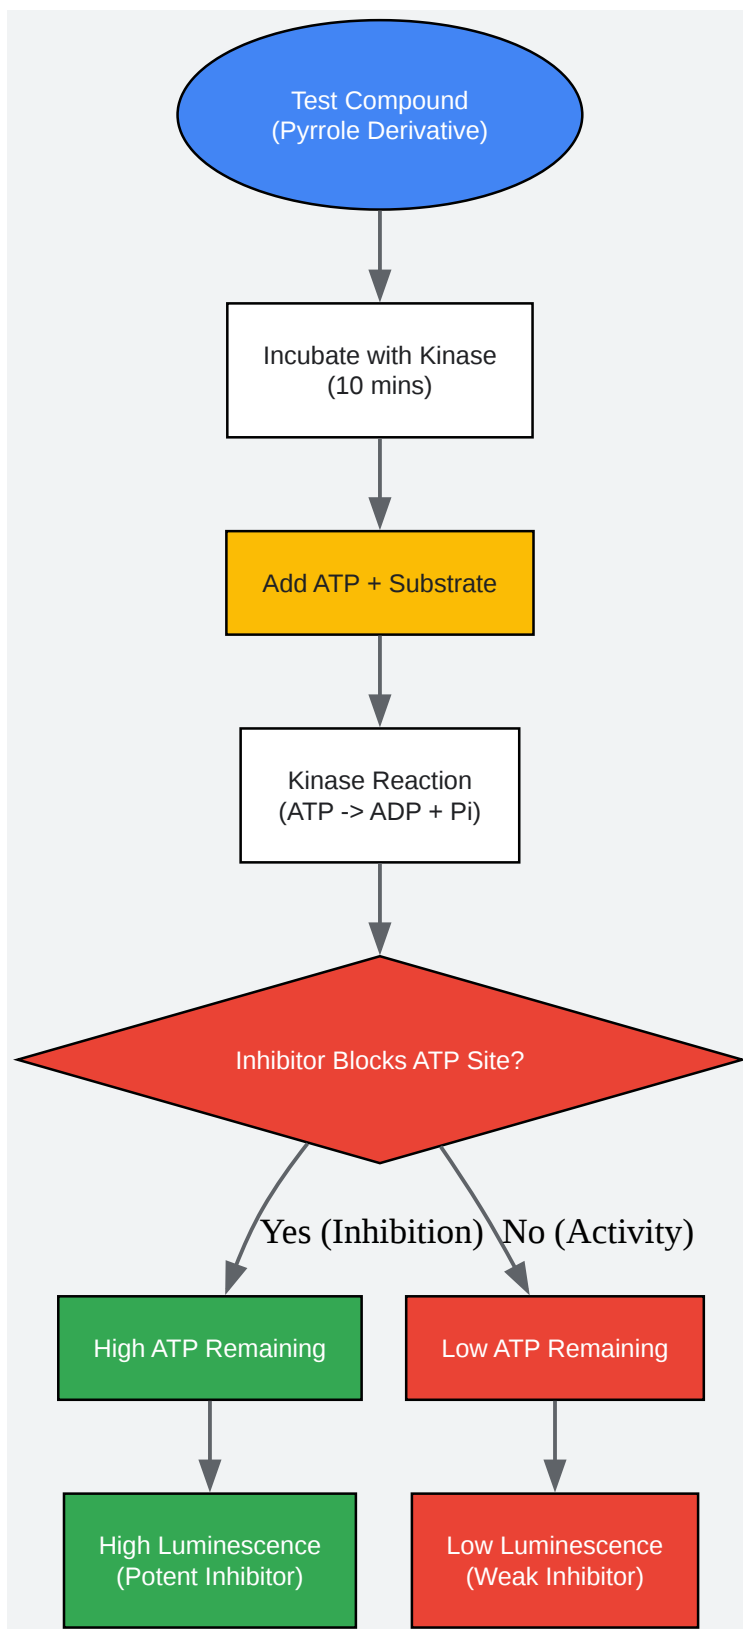 Test Compound
(Pyrrole Derivative)
Incubate with Kinase
(10 mins)
Add ATP + Substrate
Kinase Reaction
(ATP -> ADP + Pi)
Inhibitor Blocks ATP Site?
Yes (Inhibition)
No (Activity)
High ATP Remaining
Low ATP Remaining
High Luminescence
(Potent Inhibitor)
Low Luminescence
(Weak Inhibitor)